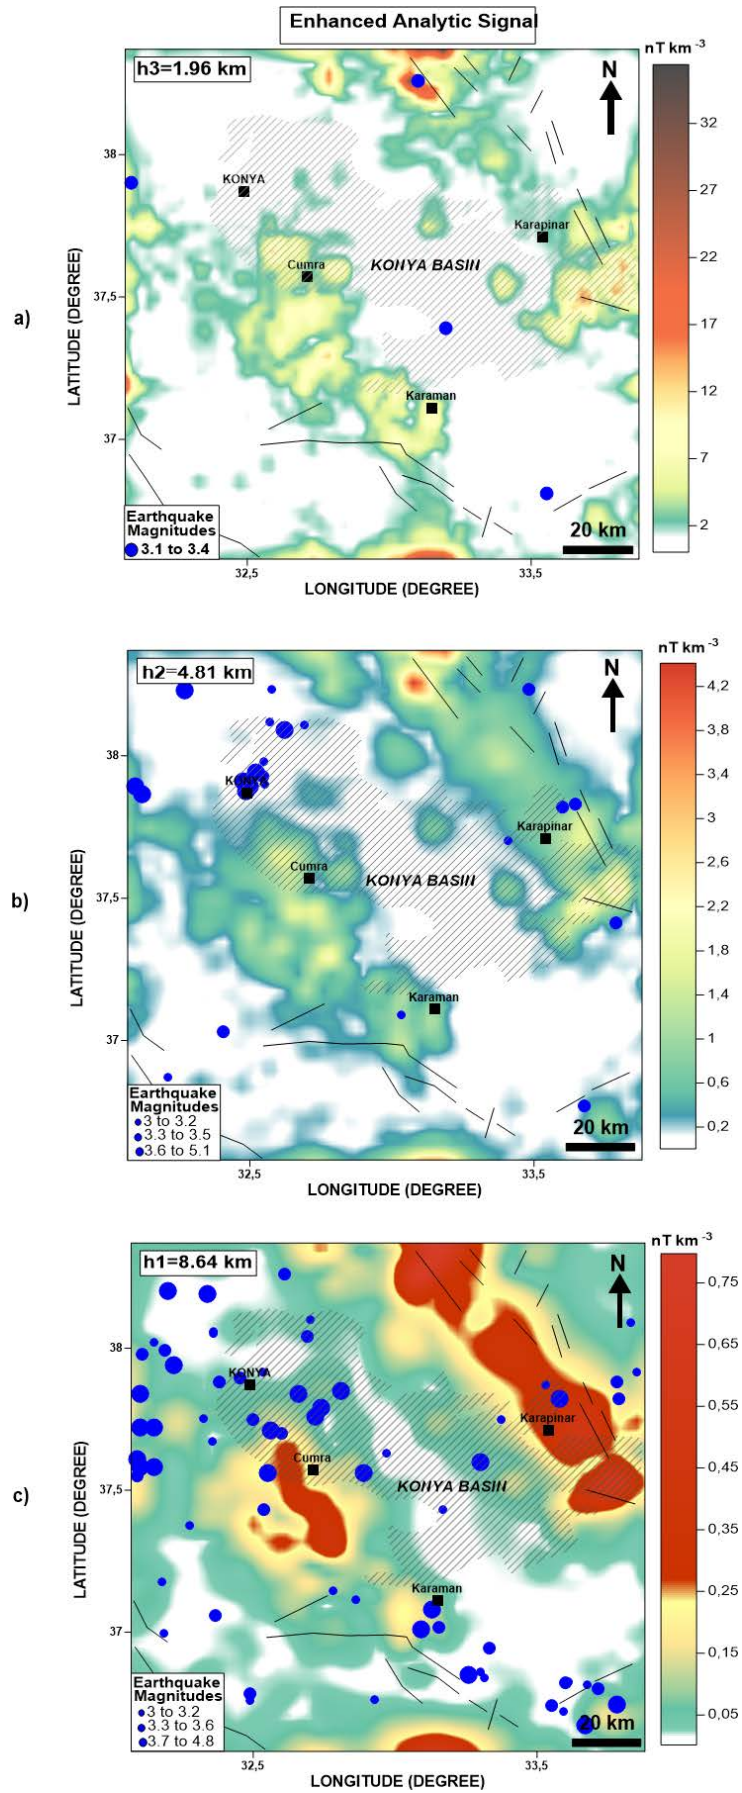 Enhanced Analytic Signal
a)
h3=1.96 km
N
nT km -3
32
27
22
17
12
7
2
38
37,5
37
LATITUDE (DEGREE)
KONYA
Karapinar
Cumra
KONYA BASIN
Karaman
Earthquake
Magnitudes
3.1 to 3.4
20 km
32,5
33,5
LONGITUDE (DEGREE)
b)
h2=4.81 km
N
nT km -3
4,2
3,8
3,4
3
2,6
2,2
1,8
1,4
1
0,6
0,2
38
37,5
37
LATITUDE (DEGREE)
KONYA
Karapinar
Cumra
KONYA BASIN
Karaman
Earthquake
Magnitudes
3 to 3.2
3.3 to 3.5
3.6 to 5.1
20 km
32,5
33,5
LONGITUDE (DEGREE)
c)
h1=8.64 km
N
nT km -3
0,75
0,65
0,55
0,45
0,35
0,25
0,15
0,05
38
37,5
37
LATITUDE (DEGREE)
KONYA
Karapinar
Cumra
KONYA BASIN
Karaman
Earthquake
Magnitudes
3 to 3.2
3.3 to 3.6
3.7 to 4.8
20 km
32,5
33,5
LONGITUDE (DEGREE)